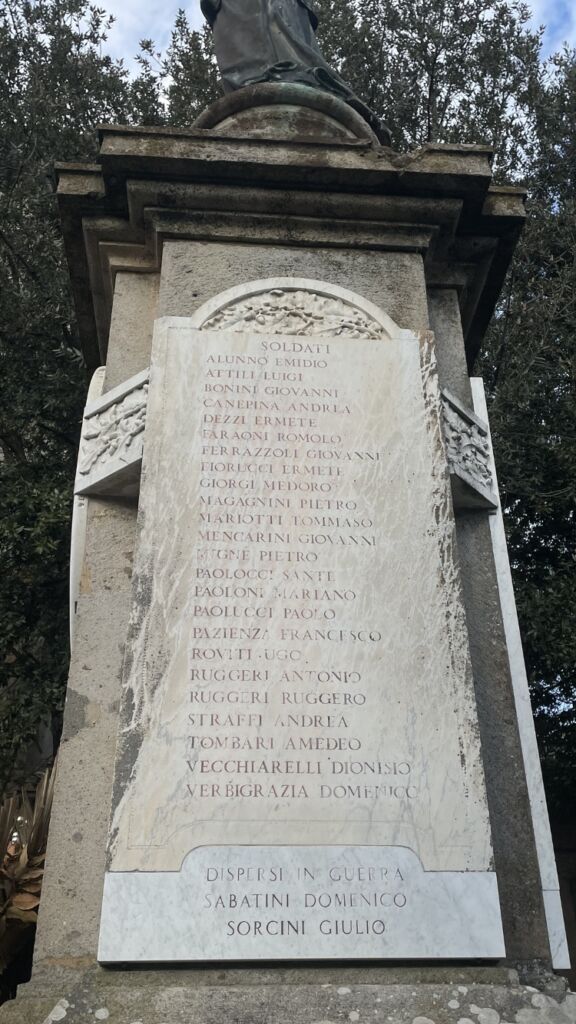 SOLDATI
ALUNNO EMIDIO
ATTILI LUIGI
BONINI GIOVANNI
CANEPINA ANDREA
DEZZI ERMETE
FARAONI ROMOLO
FERRAZZOLI GIOVANNI
FIORUCCI ERMETE
GIORGI MEDORO
MAGAGNINI PIETRO
MARIOTTI TOMMASO
MENCARINI GIOVANNI
MIGNÈ PIETRO
PAOLOCCI SANTE
PAOLONI MARIANO
PAOLUCCI PAOLO
PAZIENZA FRANCESCO
ROVITI UGO
RUGGERI ANTONIO
RUGGERI RUGGERO
STRAFFI ANDREA
TOMBARI AMEDEO
VECCHIARELLI DIONISIO
VERBIGRAZIA DOMENICO
DISPERSI IN GUERRA
SABATINI DOMENICO
SORCINI GIULIO